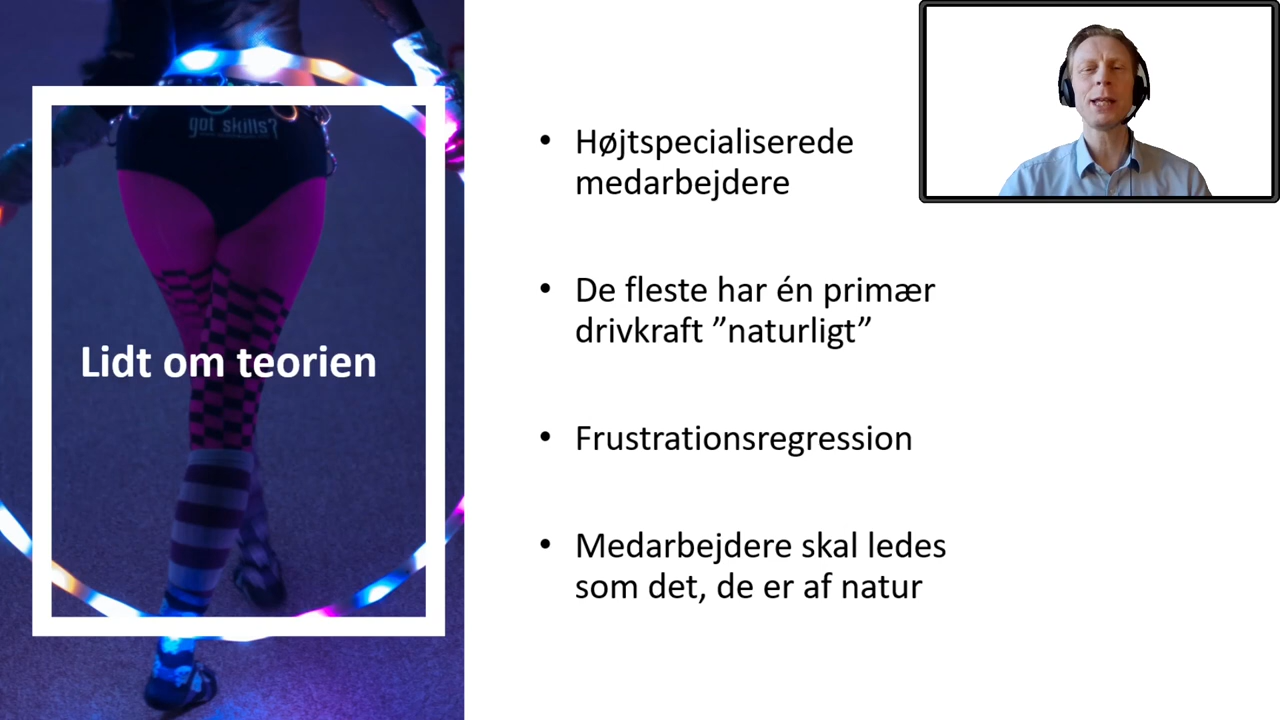 got skills?
Lidt om teorien
• Højtspecialiserede
medarbejdere
• De fleste har én primær
drivkraft ”naturligt”
• Frustrationsregression
• Medarbejdere skal ledes
som det, de er af natur